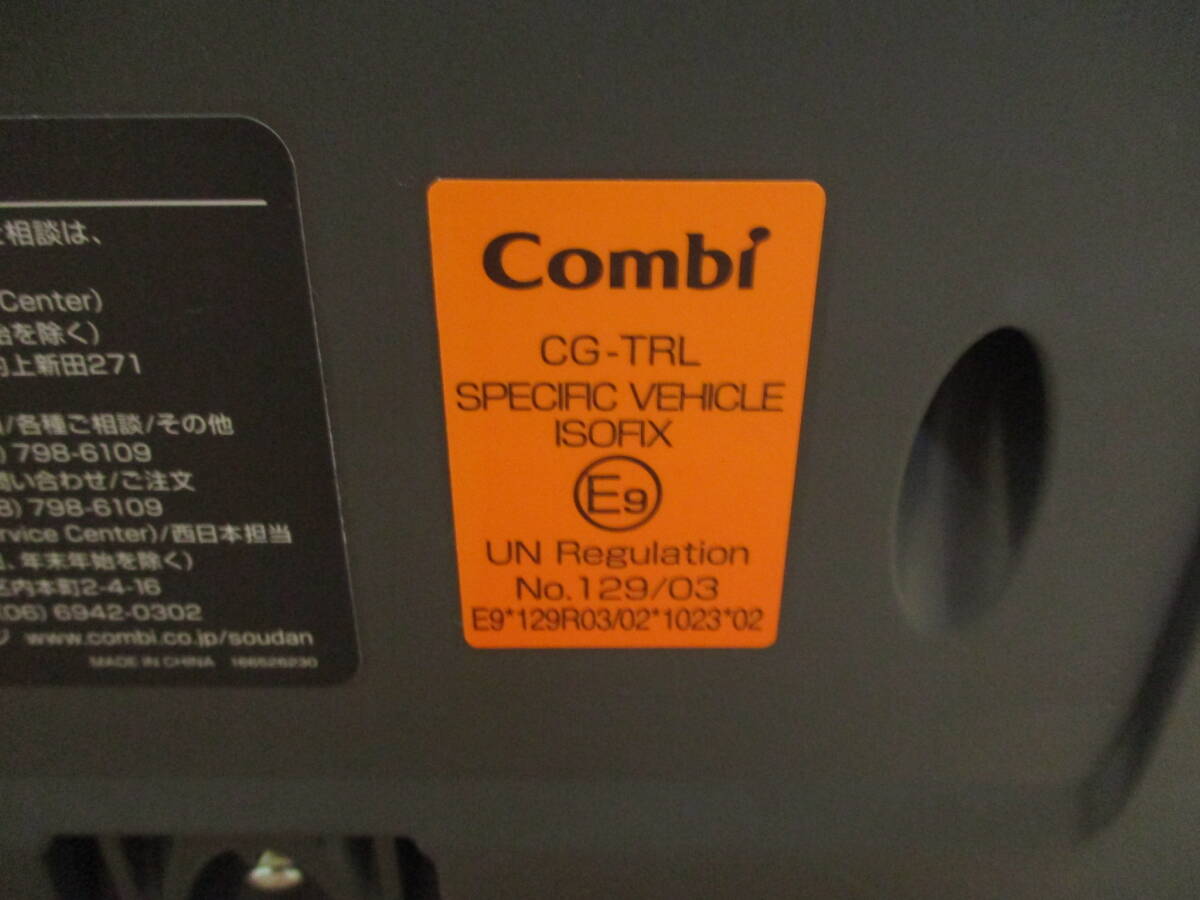 相談は、
Center)
を除く)
上新田271
/各種ご相談/その他
798-6109
い合わせ/ご注文
798-6109
Center)/西日本担当
年末年始を除く)
内本町2-4-16
(06) 6942-0302
www.combi.co.jp/soudan
MADE IN CHINA 166526230
Combi
CG-TRL
SPECIFIC VEHICLE
ISOFIX
E9
UN Regulation
No.129/03
E9*129R03/02*1023*02